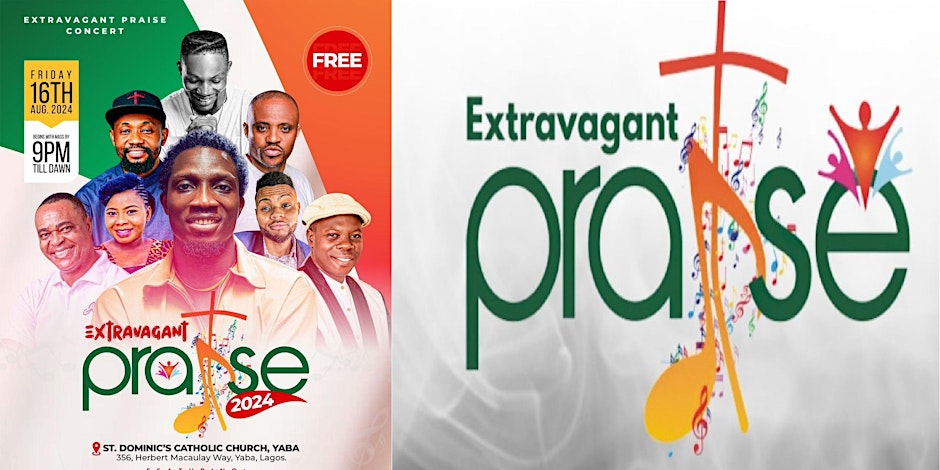 EXTRAVAGANT PRAISE
CONCERT
FREE
FRIDAY
16TH
AUG. 2024
BEGINS WITH MASS BY
9PM
TILL DAWN
EXTRAVAGANT
praise
2024
ST. DOMINIC'S CATHOLIC CHURCH, YABA
356, Herbert Macaulay Way, Yaba, Lagos.
Extravagant
praise